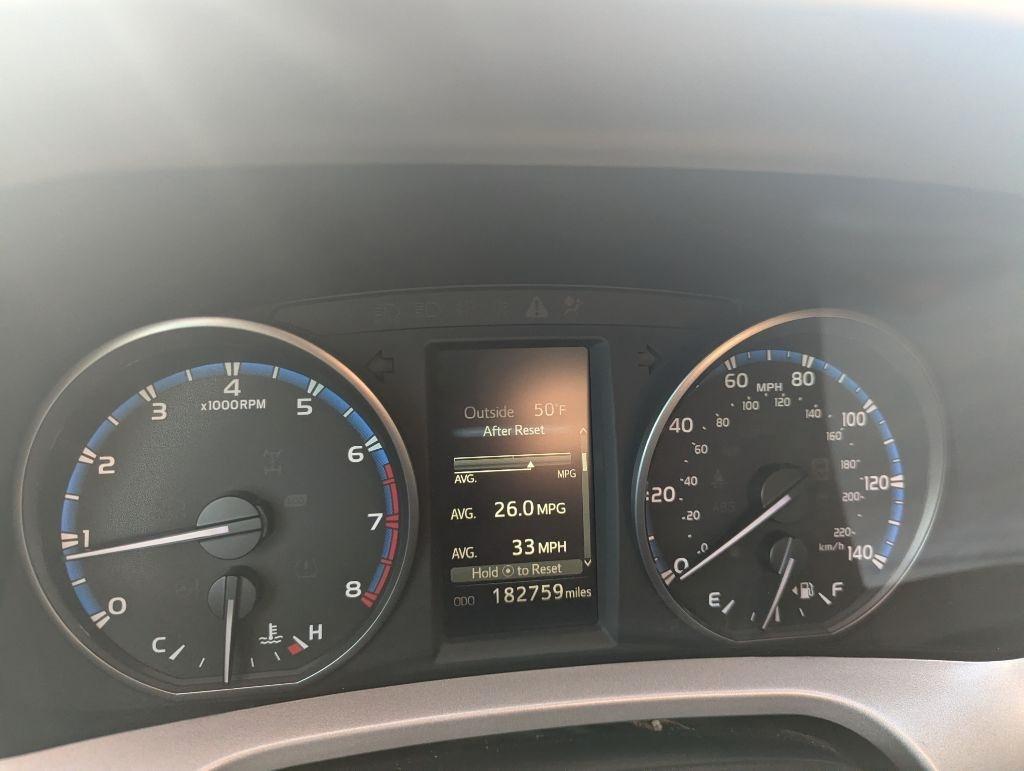 0
1
2
3
4
5
6
7
8
x1000RPM
C
H
Outside 50°F
After Reset
AVG. MPG
AVG. 26.0 MPG
AVG. 33 MPH
Hold to Reset
ODO 182759 miles
0
20
40
60
80
100
120
140
MPH
0
20
40
60
80
100
120
140
160
180
200
220
km/h
ABS
E
F